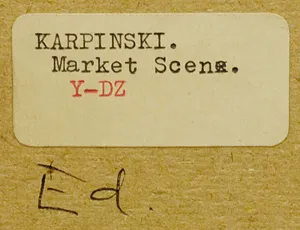 KARPINSKI.
Market Scene.
Y-DZ
Ed.